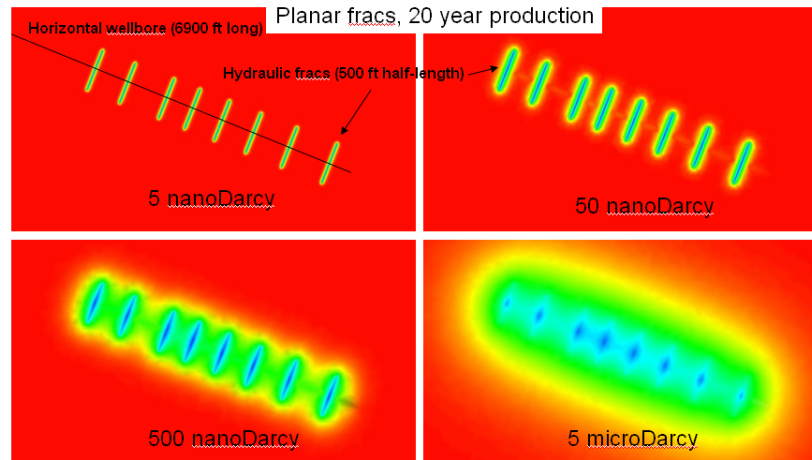 Planar fracs, 20 year production
Horizontal wellbore (6900 ft long)
Hydraulic fracs (500 ft half-length)
5 nanoDarcy
50 nanoDarcy
500 nanoDarcy
5 microDarcy